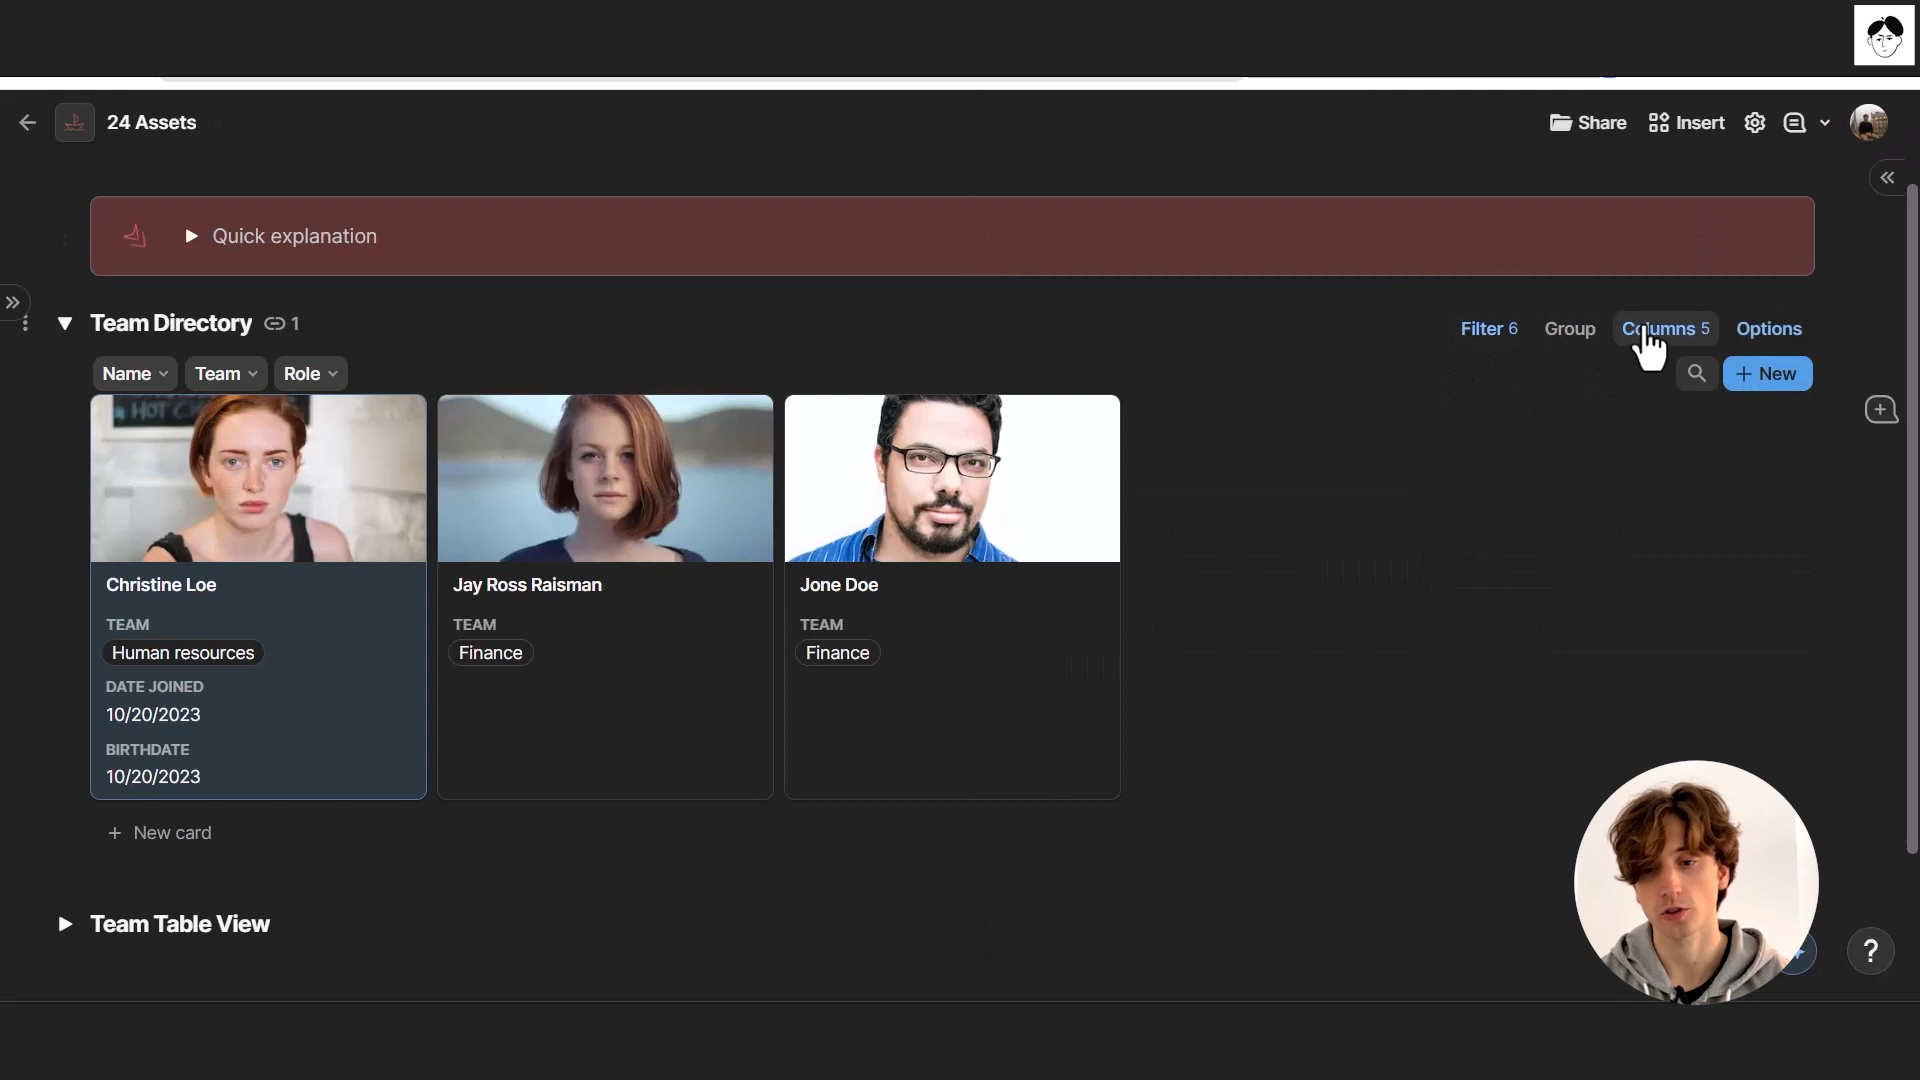 24 Assets
Share
Insert
Quick explanation
Team Directory 1
Filter 6
Group
Columns 5
Options
Name
Team
Role
New
HOT C
Christine Loe
TEAM
Human resources
DATE JOINED
10/20/2023
BIRTHDATE
10/20/2023
Jay Ross Raisman
TEAM
Finance
Jone Doe
TEAM
Finance
+ New card
Team Table View
?